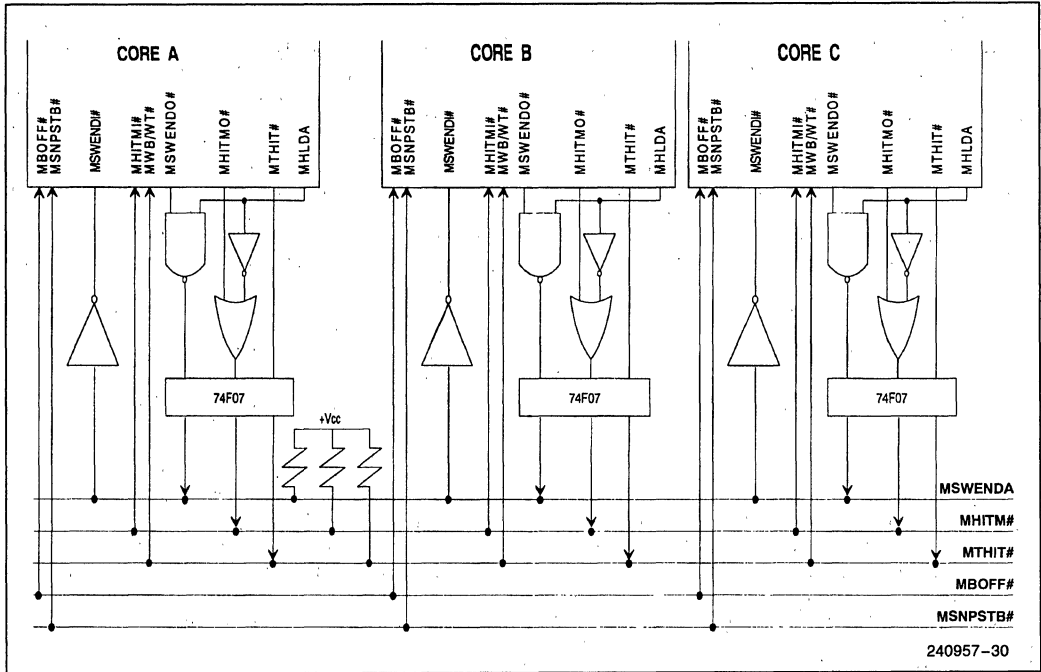 CORE A
CORE B
CORE C
MBOFF#
MSNPSTB#
MSWENDI#
MHITMI#
MWB/WT#
MSWENDO#
MHITMO#
MTHIT#
MHLDA
MBOFF#
MSNPSTB#
MSWENDI#
MHITMI#
MWB/WT#
MSWENDO#
MHITMO#
MTHIT#
MHLDA
MBOFF#
MSNPSTB#
MSWENDI#
MHITMI#
MWB/WT#
MSWENDO#
MHITMO#
MTHIT#
MHLDA
74F07
74F07
74F07
+Vcc
MSWENDA
MHITM#
MTHIT#
MBOFF#
MSNPSTB#
240957–30